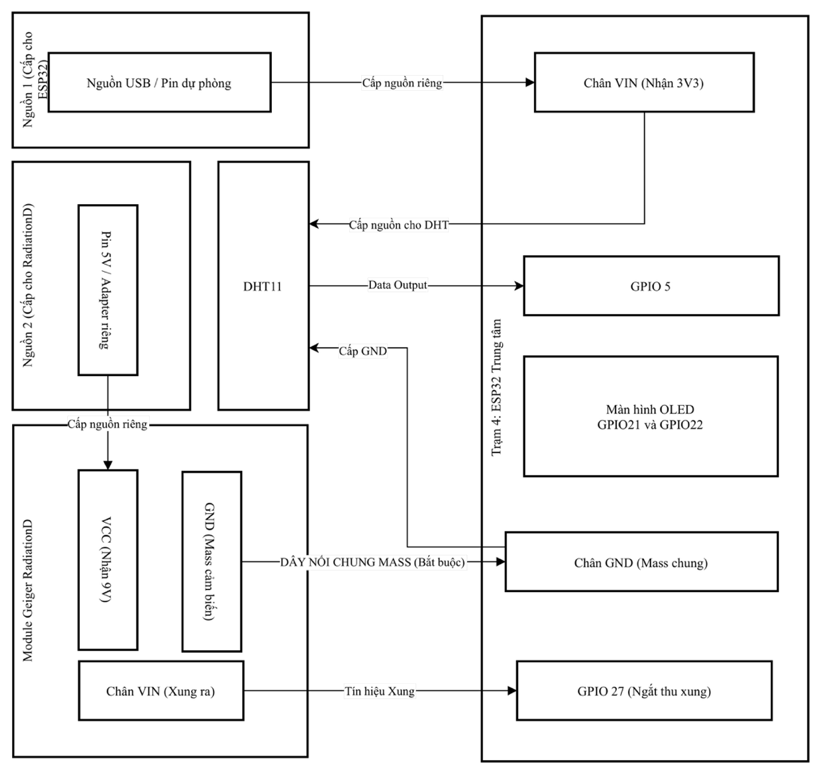 Nguồn 1 (Cấp cho
ESP32)
Nguồn USB / Pin dự phòng
Cấp nguồn riêng
Chân VIN (Nhận 3V3)
Nguồn 2 (Cấp cho RadiationD)
Pin 5V / Adapter riêng
Cấp nguồn cho DHT
DHT11
Data Output
GPIO 5
Cấp GND
Trạm 4: ESP32 Trung tâm
Màn hình OLED
GPIO21 và GPIO22
Cấp nguồn riêng
Module Geiger RadiationD
VCC (Nhận 9V)
GND (Mass cảm biến)
DÂY NỐI CHUNG MASS (Bắt buộc)
Chân GND (Mass chung)
Chân VIN (Xung ra)
Tín hiệu Xung
GPIO 27 (Ngắt thu xung)